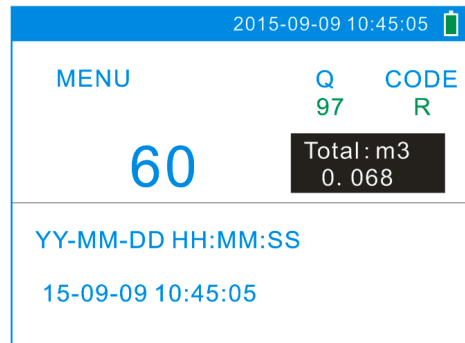 2015-09-09 10:45:05
MENU
Q
CODE
97
R
60
Total: m3
0. 068
YY-MM-DD HH:MM:SS
15-09-09 10:45:05